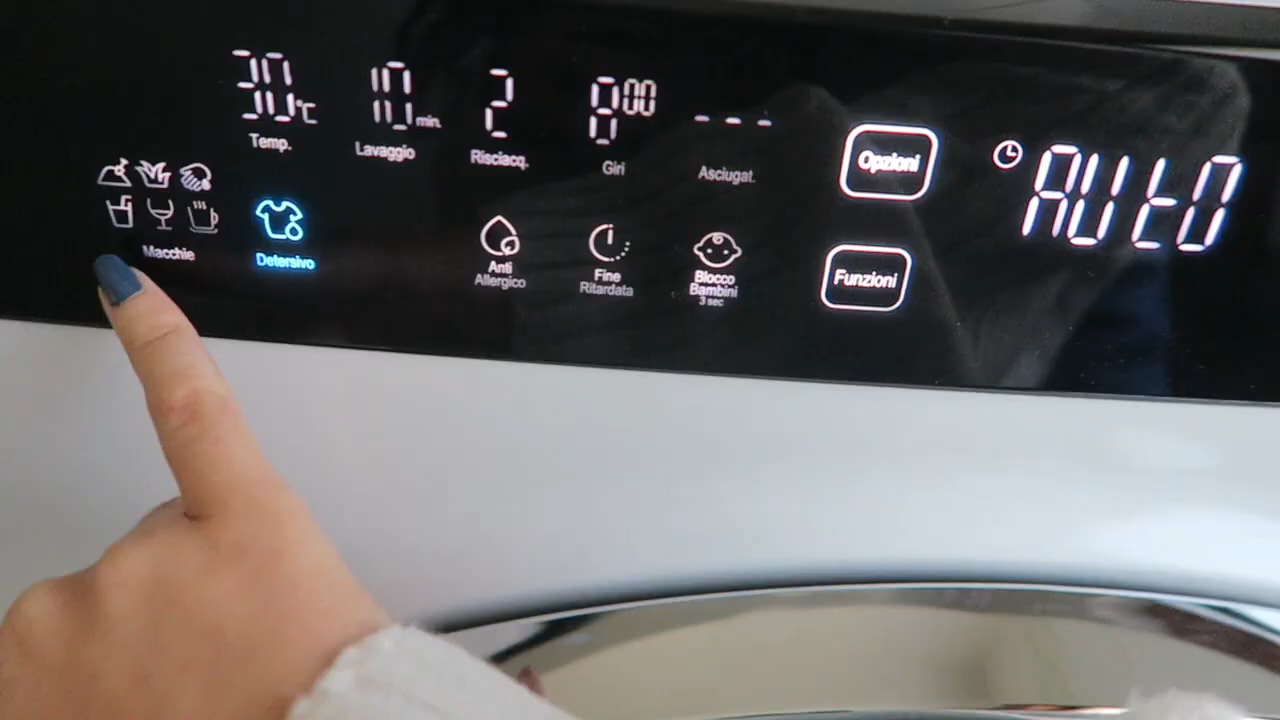 30°C
Temp.
10 min.
Lavaggio
2
Risciacq.
800
Giri
- - -
Asciugat.
Opzioni
AUtO
Macchie
Detersivo
Anti
Allergico
Fine
Ritardata
Blocco
Bambini
3 sec
Funzioni